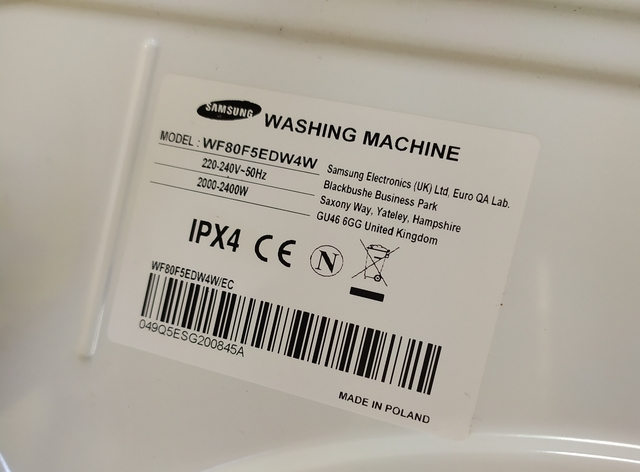 SAMSUNG WASHING MACHINE
MODEL : WF80F5EDW4W
220-240V~50Hz
2000-2400W
Samsung Electronics (UK) Ltd, Euro QA Lab.
Blackbushe Business Park
Saxony Way, Yateley, Hampshire
GU46 6GG United Kingdom
IPX4 CE N
WF80F5EDW4W/EC
049Q5ESG200845A
MADE IN POLAND